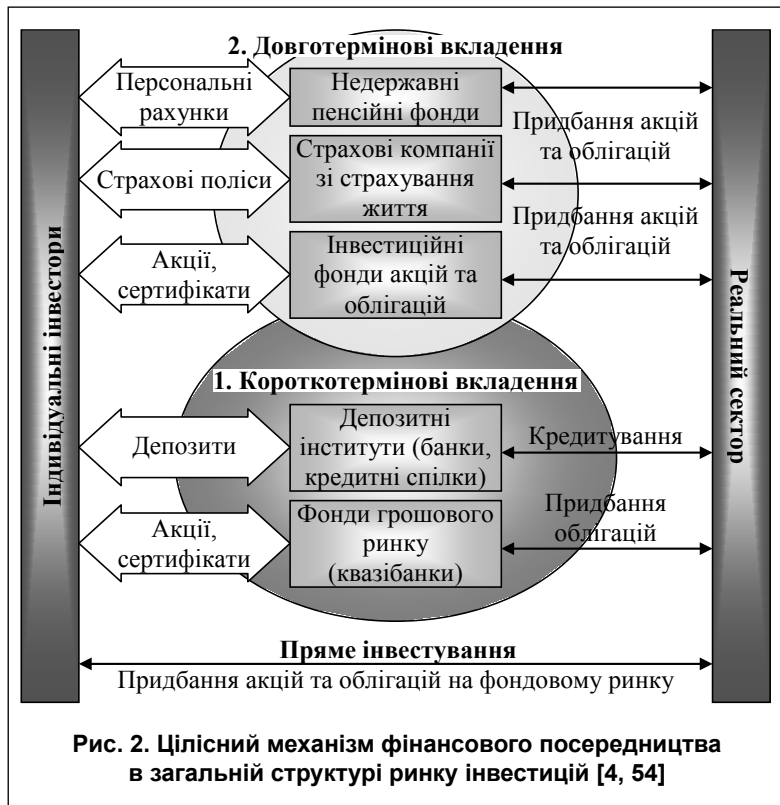 2. Довготермінові вкладення
Індивідуальні інвестори
Персональні
рахунки
Недержавні
пенсійні фонди
Придбання акцій
та облігацій
Страхові поліси
Страхові компанії
зі страхування
життя
Придбання акцій
та облігацій
Акції,
сертифікати
Інвестиційні
фонди акцій та
облігацій
Реальний сектор
1. Короткотермінові вкладення
Депозити
Депозитні
інститути (банки,
кредитні спілки)
Кредитування
Акції,
сертифікати
Фонди грошового
ринку
(квазібанки)
Придбання
облігацій
Пряме інвестування
Придбання акцій та облігацій на фондовому ринку
Рис. 2. Цілісний механізм фінансового посередництва
в загальній структурі ринку інвестицій [4, 54]